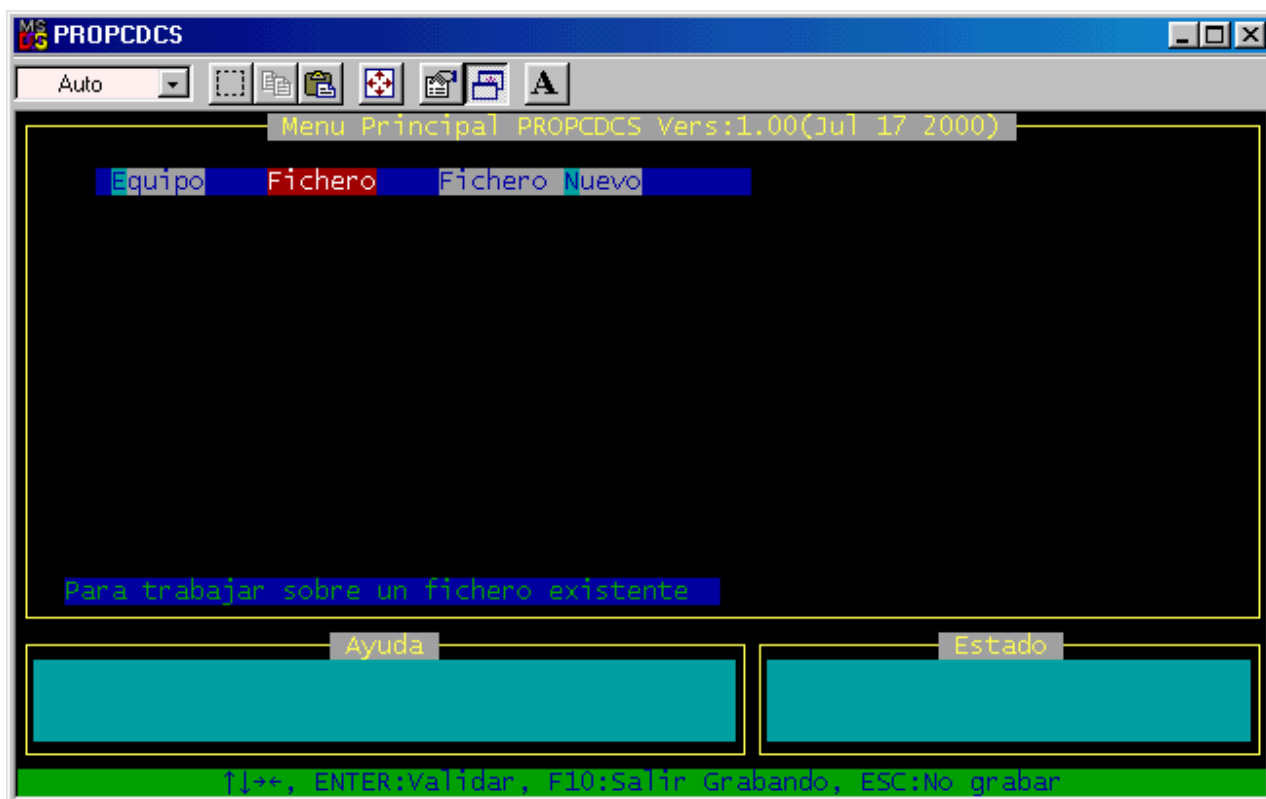 PROPCDCS
Auto A
Menu Principal PROPCDCS Vers:1.00(Jul 17 2000)
Equipo Fichero Fichero Nuevo
Para trabajar sobre un fichero existente
Ayuda Estado
↑↓→←, ENTER:Validar, F10:Salir Grabando, ESC:No grabar